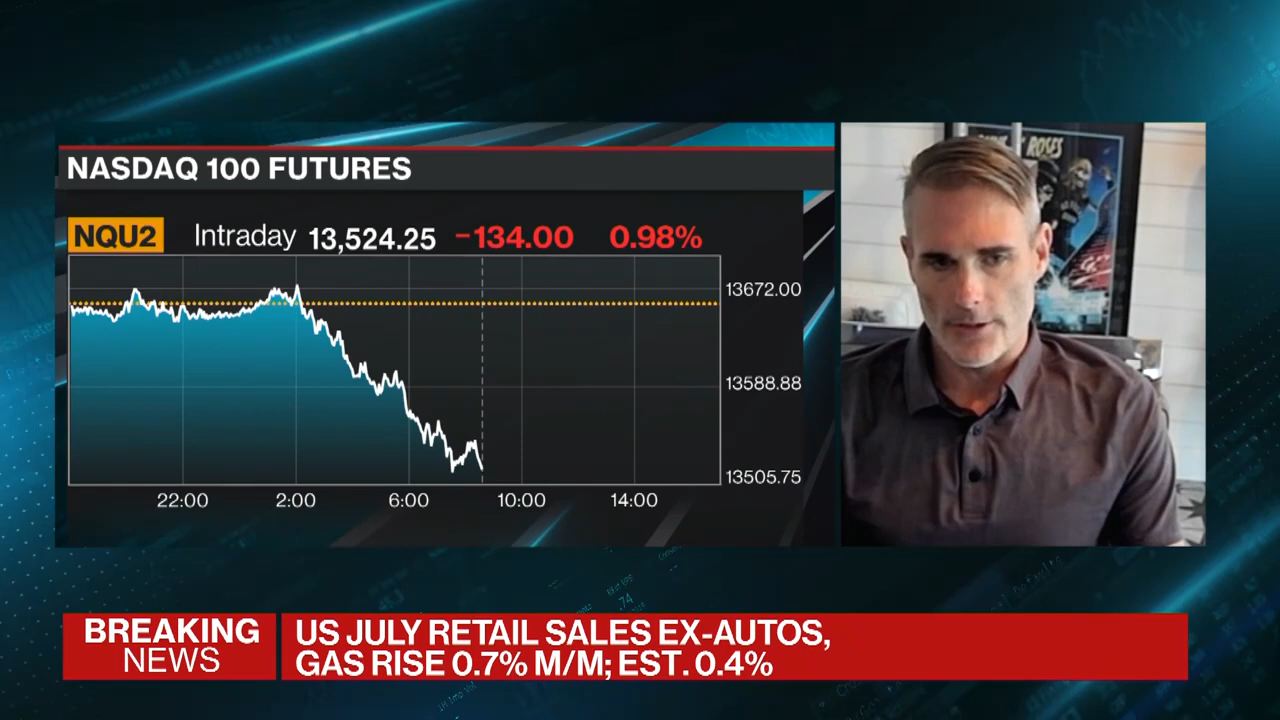 NASDAQ 100 FUTURES
NQU2 Intraday 13,524.25 -134.00 0.98%
13672.00
13588.88
13505.75
22:00 2:00 6:00 10:00 14:00
ROSES
BREAKING NEWS
US JULY RETAIL SALES EX-AUTOS,
GAS RISE 0.7% M/M; EST. 0.4%